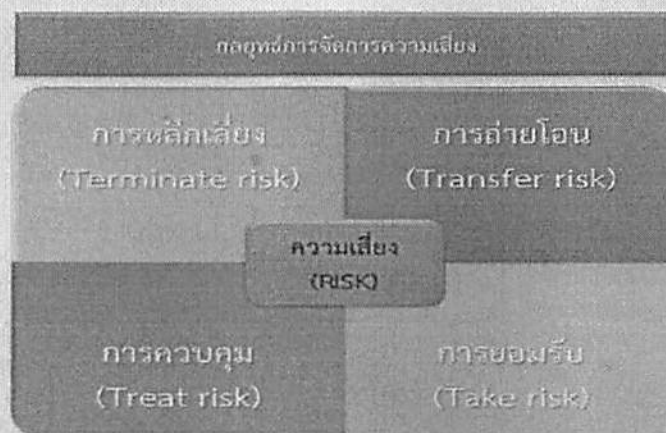 กลยุทธ์การจัดการความเสี่ยง
การหลีกเลี่ยง
(Terminate risk)
การถ่ายโอน
(Transfer risk)
ความเสี่ยง
(RISK)
การควบคุม
(Treat risk)
การยอมรับ
(Take risk)